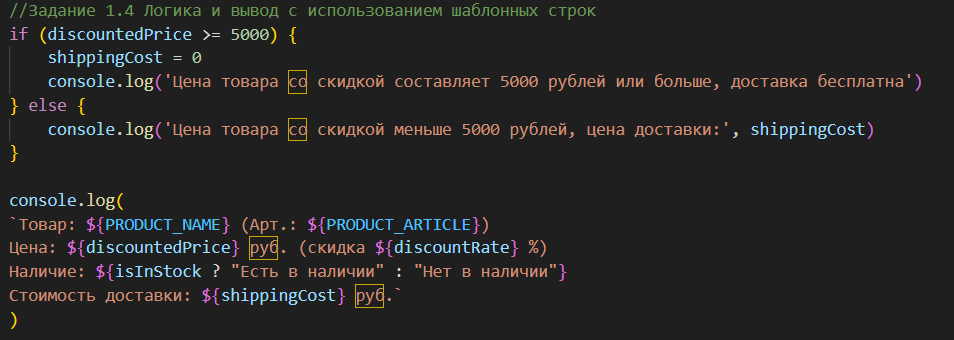 //Задание 1.4 Логика и вывод с использованием шаблонных строк
if (discountedPrice >= 5000) {
    shippingCost = 0
    console.log('Цена товара со скидкой составляет 5000 рублей или больше, доставка бесплатна')
} else {
    console.log('Цена товара со скидкой меньше 5000 рублей, цена доставки:', shippingCost)
}

console.log(
`Товар: ${PRODUCT_NAME} (Арт.: ${PRODUCT_ARTICLE})
Цена: ${discountedPrice} руб. (скидка ${discountRate} %)
Наличие: ${isInStock ? "Есть в наличии" : "Нет в наличии"}
Стоимость доставки: ${shippingCost} руб.`
)